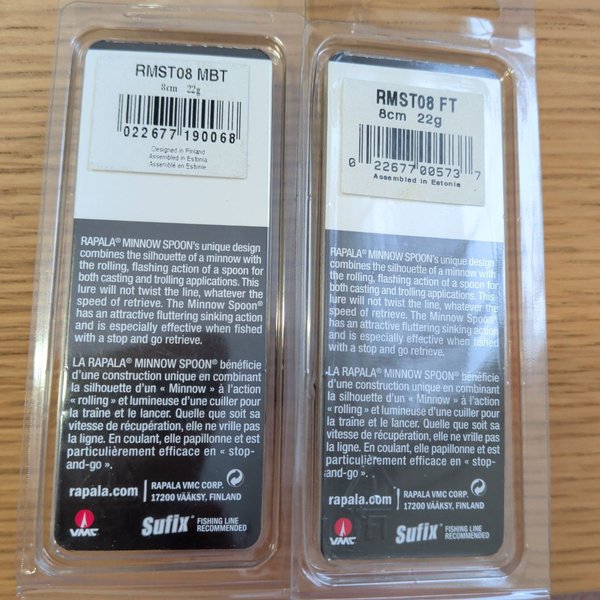 RMST08 MBT
8cm 22g
022677 190068
Designed in Finland
Assembled in Estonia
Assemblé en Estonie
RAPALA® MINNOW SPOON's unique design
combines the silhouette of a minnow with
the rolling, flashing action of a spoon for
both casting and trolling applications. This
lure will not twist the line, whatever the
speed of retrieve. The Minnow Spoon®
has an attractive fluttering sinking action
and is especially effective when fished
with a stop and go retrieve.
LA RAPALA® MINNOW SPOON® bénéficie
d'une construction unique en combinant
la silhouette d'un « Minnow » à l'action
« rolling » et lumineuse d'une cuiller pour
la traîne et le lancer. Quelle que soit sa
vitesse de récupération, elle ne vrille pas
la ligne. En coulant, elle papillonne et est
particulièrement efficace en « stop-
and-go ».
rapala.com
RAPALA VMC CORP.
17200 VÄÄKSY, FINLAND
VMC
Sufix®
FISHING LINE
RECOMMENDED
RMST08 FT
8cm 22g
0 22677 00573 7
Assembled in Estonia
RAPALA® MINNOW SPOON's unique design
combines the silhouette of a minnow with
the rolling, flashing action of a spoon for
both casting and trolling applications. This
lure will not twist the line, whatever the
speed of retrieve. The Minnow Spoon®
has an attractive fluttering sinking action
and is especially effective when fished
with a stop and go retrieve.
LA RAPALA® MINNOW SPOON® bénéficie
d'une construction unique en combinant
la silhouette d'un « Minnow » à l'action
« rolling » et lumineuse d'une cuiller pour
la traîne et le lancer. Quelle que soit sa
vitesse de récupération, elle ne vrille pas
la ligne. En coulant, elle papillonne et est
particulièrement efficace en « stop-
and-go ».
rapala.com
RAPALA VMC CORP.
17200 VÄÄKSY, FINLAND
VMC
Sufix®
FISHING LINE
RECOMMENDED